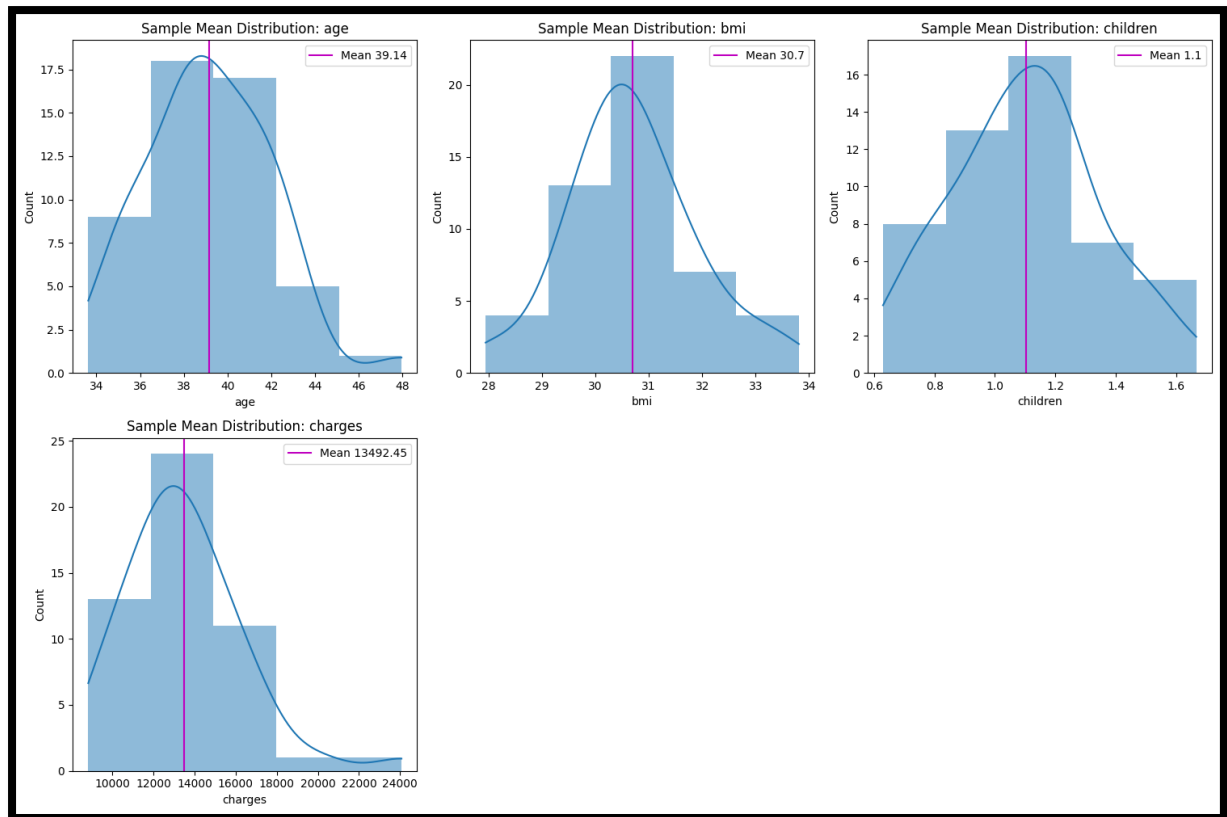 Sample Mean Distribution: age
Mean 39.14
17.5
15.0
12.5
10.0
7.5
5.0
2.5
0.0
Count
34 36 38 40 42 44 46 48
age
Sample Mean Distribution: bmi
Mean 30.7
20
15
10
5
0
Count
28 29 30 31 32 33 34
bmi
Sample Mean Distribution: children
Mean 1.1
16
14
12
10
8
6
4
2
0
Count
0.6 0.8 1.0 1.2 1.4 1.6
children
Sample Mean Distribution: charges
Mean 13492.45
25
20
15
10
5
0
Count
10000 12000 14000 16000 18000 20000 22000 24000
charges